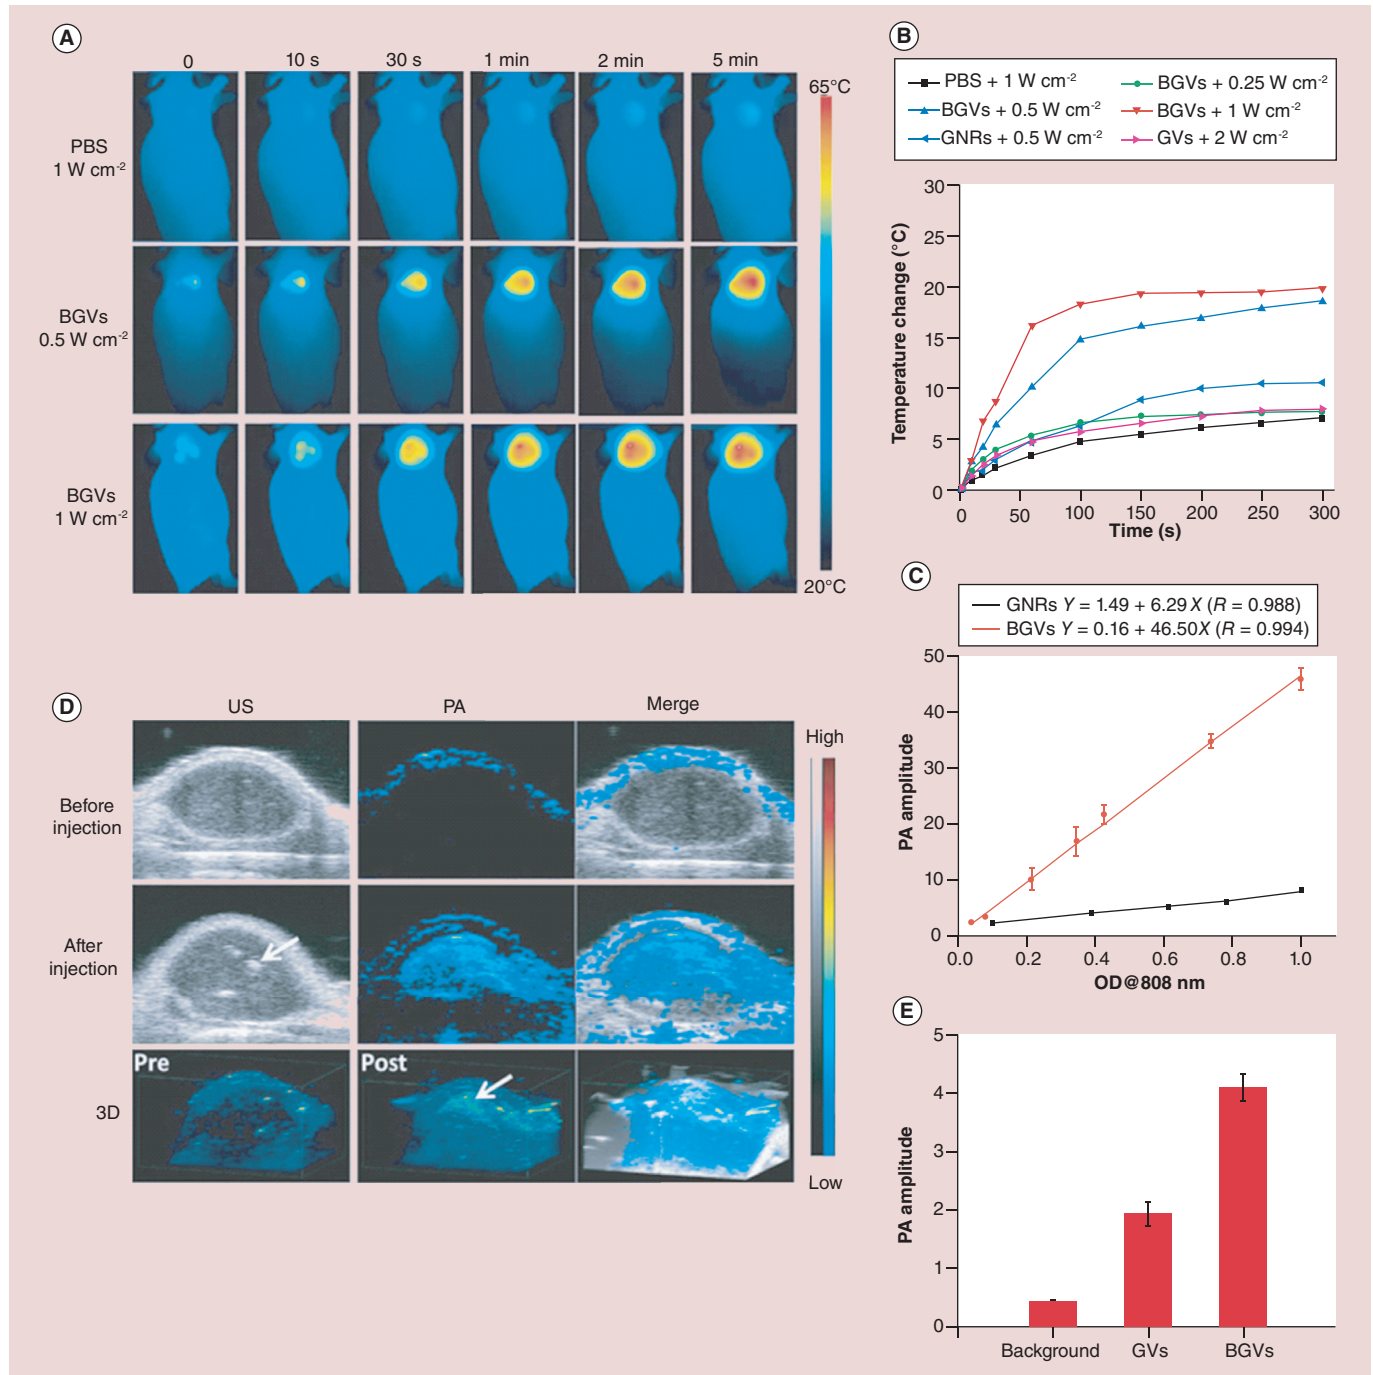 A
0 10 s 30 s 1 min 2 min 5 min
PBS
1 W cm-2
BGVs
0.5 W cm-2
BGVs
1 W cm-2
65°C
20°C
B
PBS + 1 W cm-2
BGVs + 0.25 W cm-2
BGVs + 0.5 W cm-2
BGVs + 1 W cm-2
GNRs + 0.5 W cm-2
GVs + 2 W cm-2
Temperature change (°C)
30
25
20
15
10
5
0
0 50 100 150 200 250 300
Time (s)
C
GNRs Y = 1.49 + 6.29 X (R = 0.988)
BGVs Y = 0.16 + 46.50X (R = 0.994)
PA amplitude
50
40
30
20
10
0
0.0 0.2 0.4 0.6 0.8 1.0
OD@808 nm
D
US PA Merge
Before
injection
After
injection
3D
Pre
Post
High
Low
E
PA amplitude
5
4
3
2
1
0
Background GVs BGVs